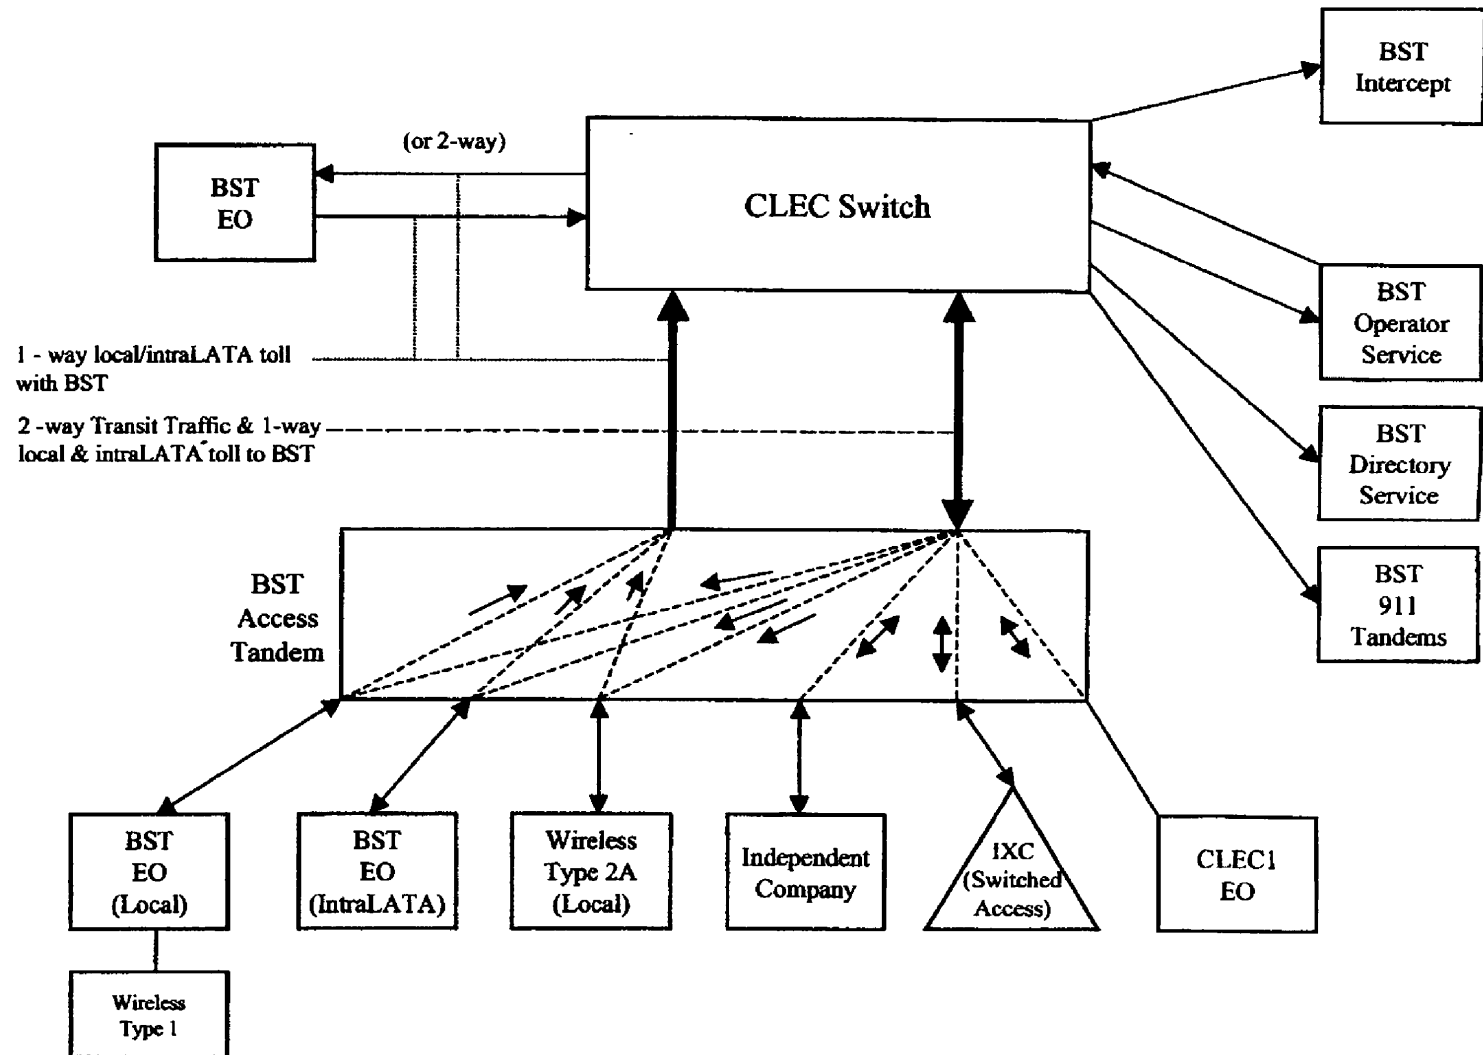 BST
Intercept
(or 2-way)
BST
EO
CLEC Switch
BST
Operator
Service
1 - way local/intraLATA toll
with BST
2 -way Transit Traffic & 1-way
local & intraLATA toll to BST
BST
Directory
Service
BST
911
Tandems
BST
Access
Tandem
BST
EO
(Local)
BST
EO
(IntraLATA)
Wireless
Type 2A
(Local)
Independent
Company
IXC
(Switched
Access)
CLEC1
EO
Wireless
Type 1